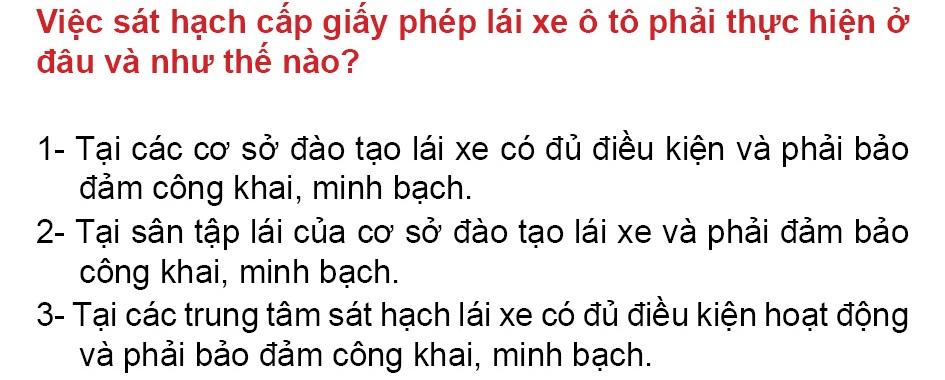 Việc sát hạch cấp giấy phép lái xe ô tô phải thực hiện ở
đâu và như thế nào?
1- Tại các cơ sở đào tạo lái xe có đủ điều kiện và phải bảo
đảm công khai, minh bạch.
2- Tại sân tập lái của cơ sở đào tạo lái xe và phải đảm bảo
công khai, minh bạch.
3- Tại các trung tâm sát hạch lái xe có đủ điều kiện hoạt động
và phải bảo đảm công khai, minh bạch.